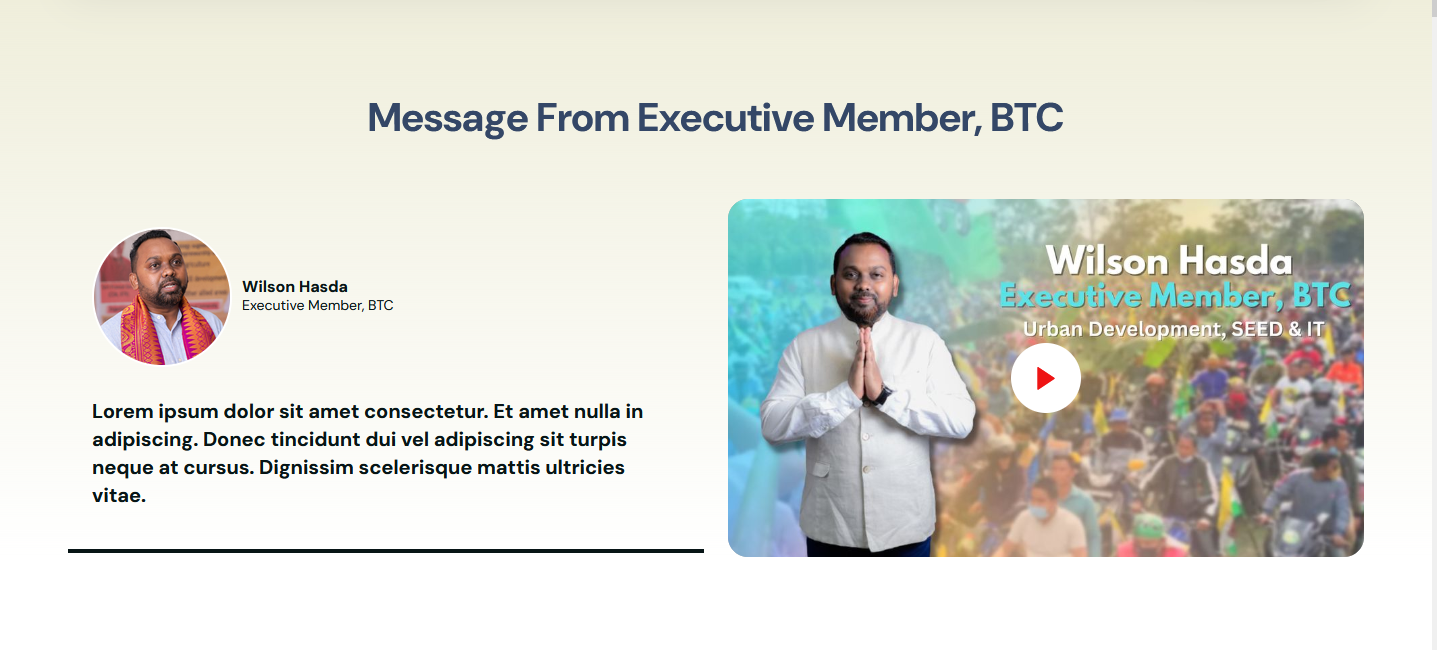 Message From Executive Member, BTC
Wilson Hasda
Executive Member, BTC
Lorem ipsum dolor sit amet consectetur. Et amet nulla in
adipiscing. Donec tincidunt dui vel adipiscing sit turpis
neque at cursus. Dignissim scelerisque mattis ultricies
vitae.
Wilson Hasda
Executive Member, BTC
Urban Development, SEED & IT